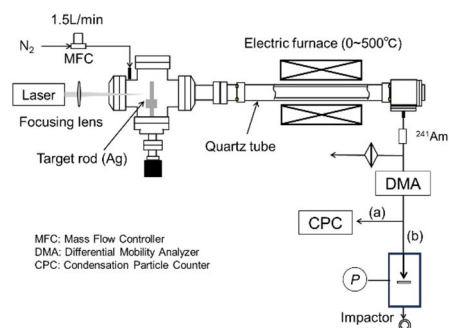 1.5L/min
N₂
MFC
Electric furnace (0~500℃)
Laser
Focusing lens
Target rod (Ag)
Quartz tube
²⁴¹Am
DMA
(a)
CPC
(b)
MFC: Mass Flow Controller
DMA: Differential Mobility Analyzer
CPC: Condensation Particle Counter
P
Impactor